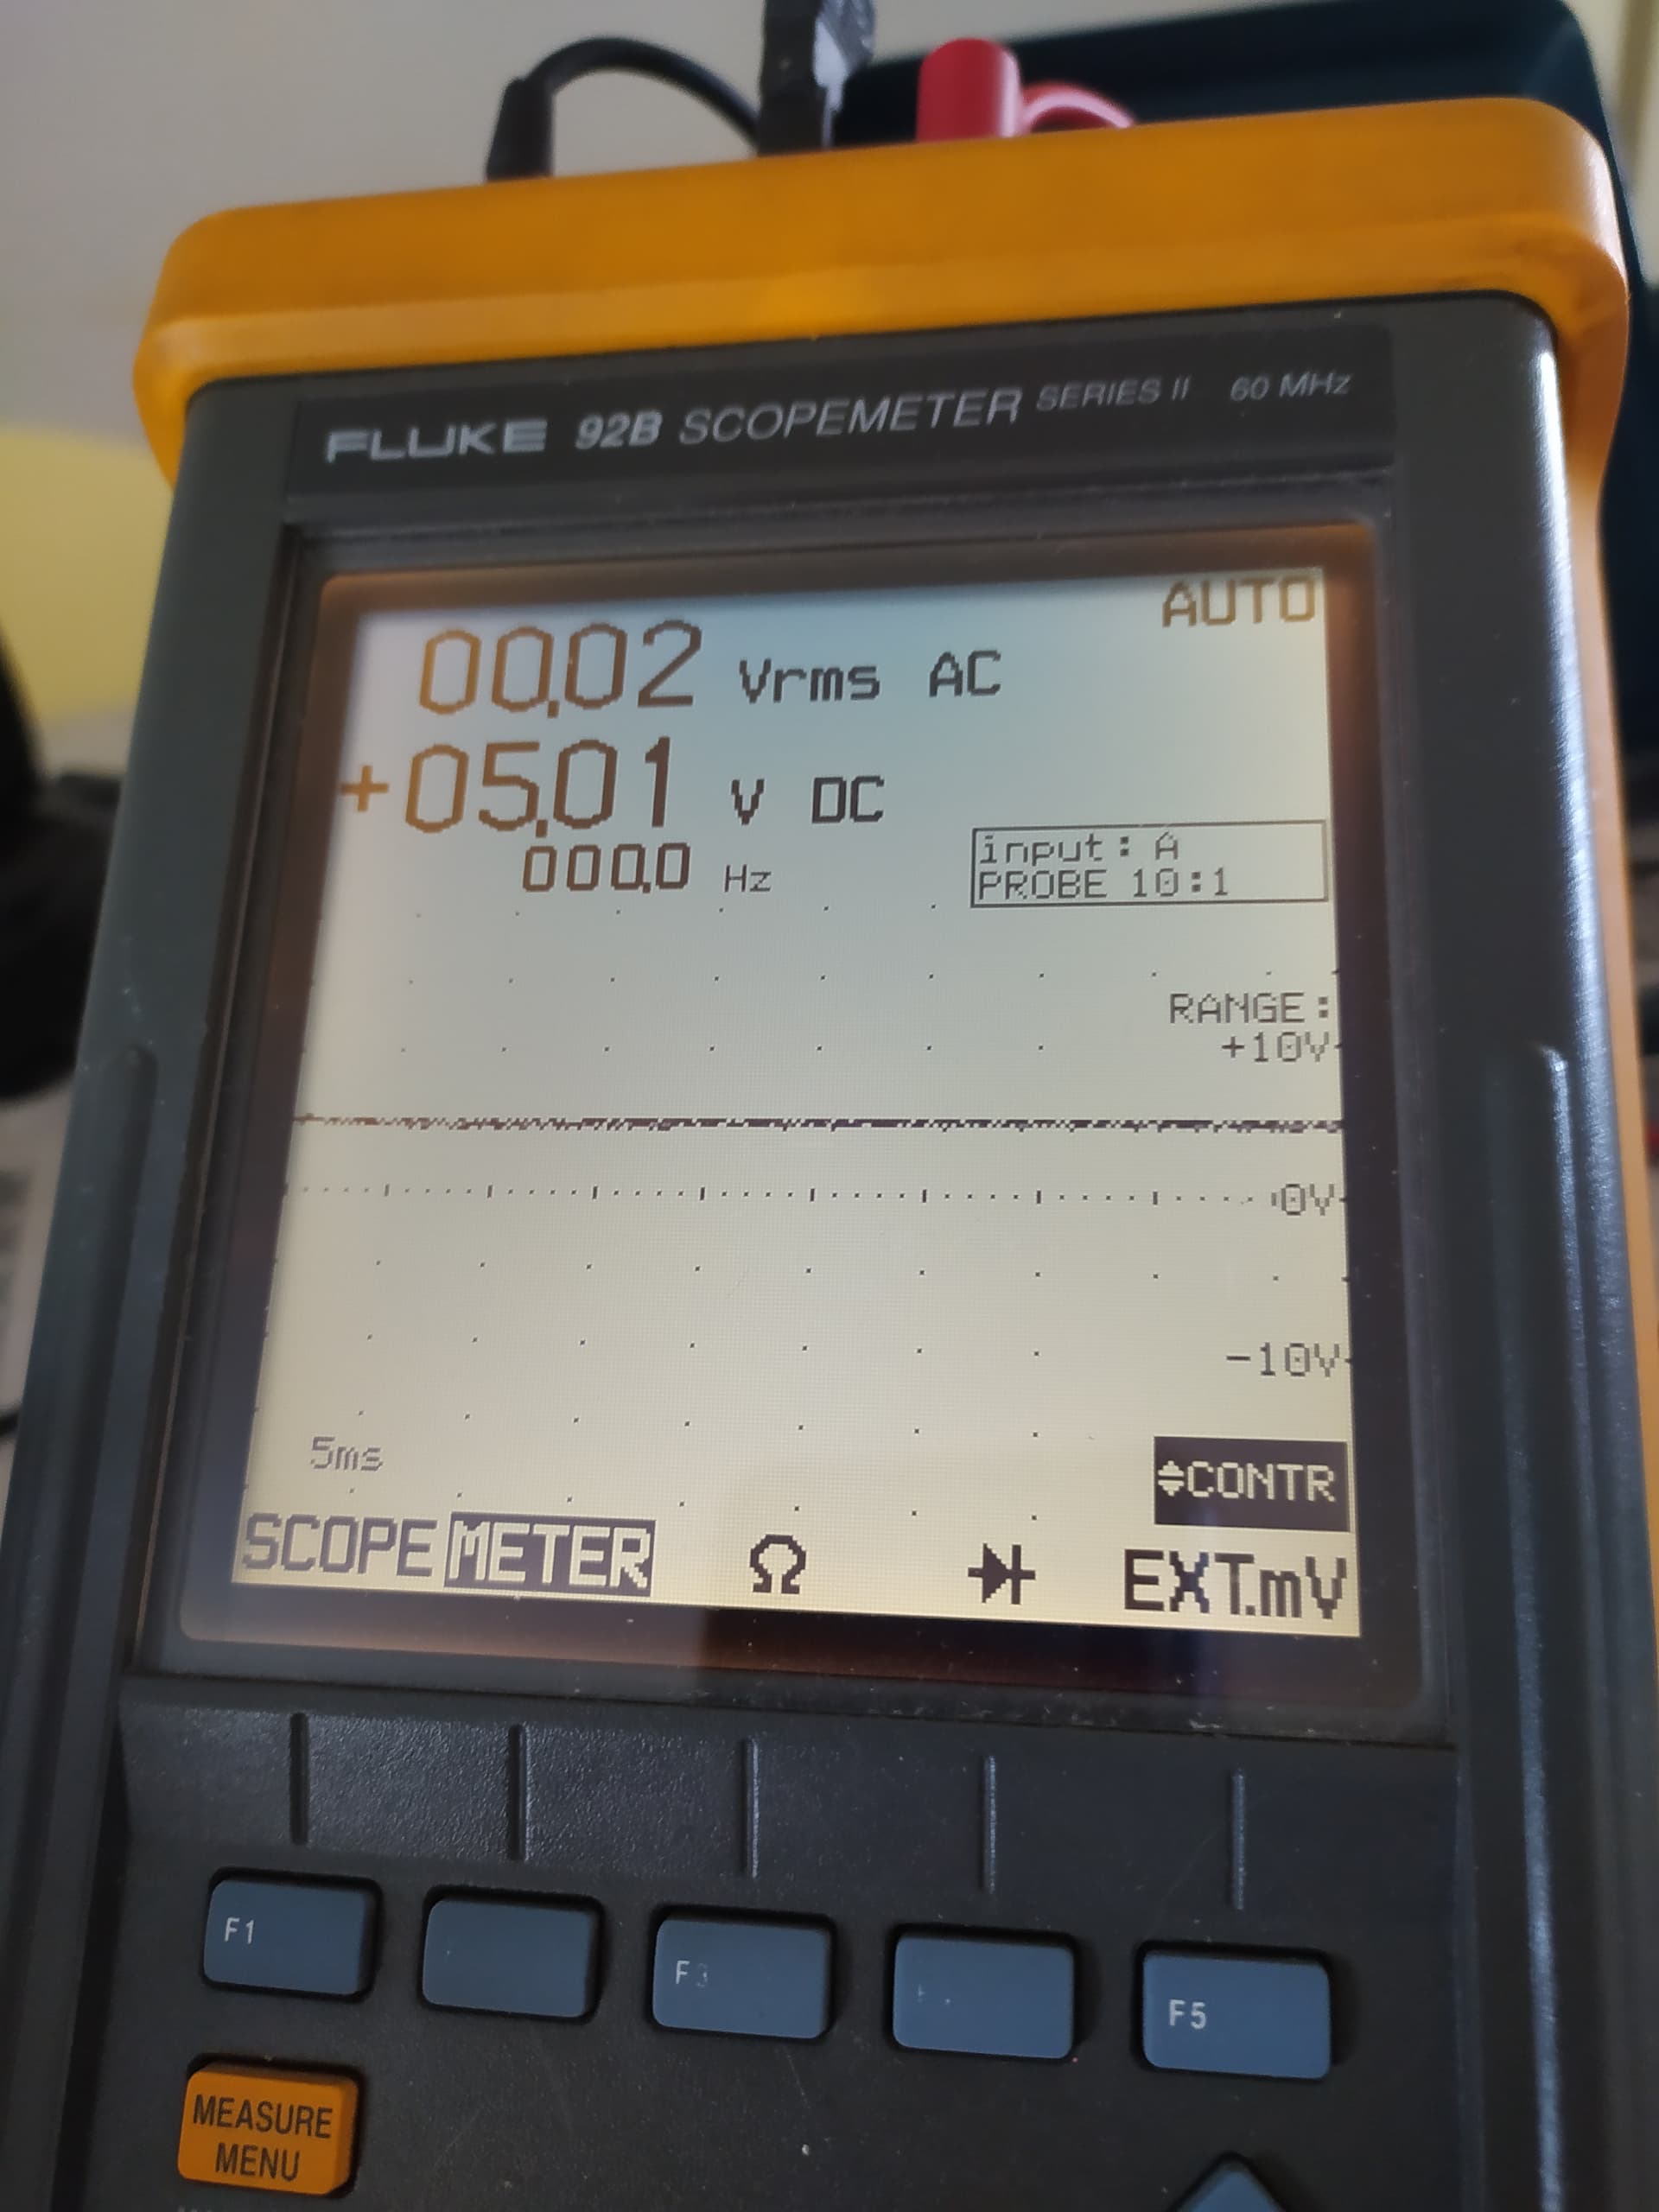 FLUKE 92B SCOPEMETER SERIES II 60 MHz
AUTO
00.02 Vrms AC
+05.01 V DC
000.0 Hz
input: A
PROBE 10:1
RANGE:
+10V
0V
-10V
5ms
CONTR
SCOPE METER Ω EXT.mV
F1 F3 F5
MEASURE
MENU